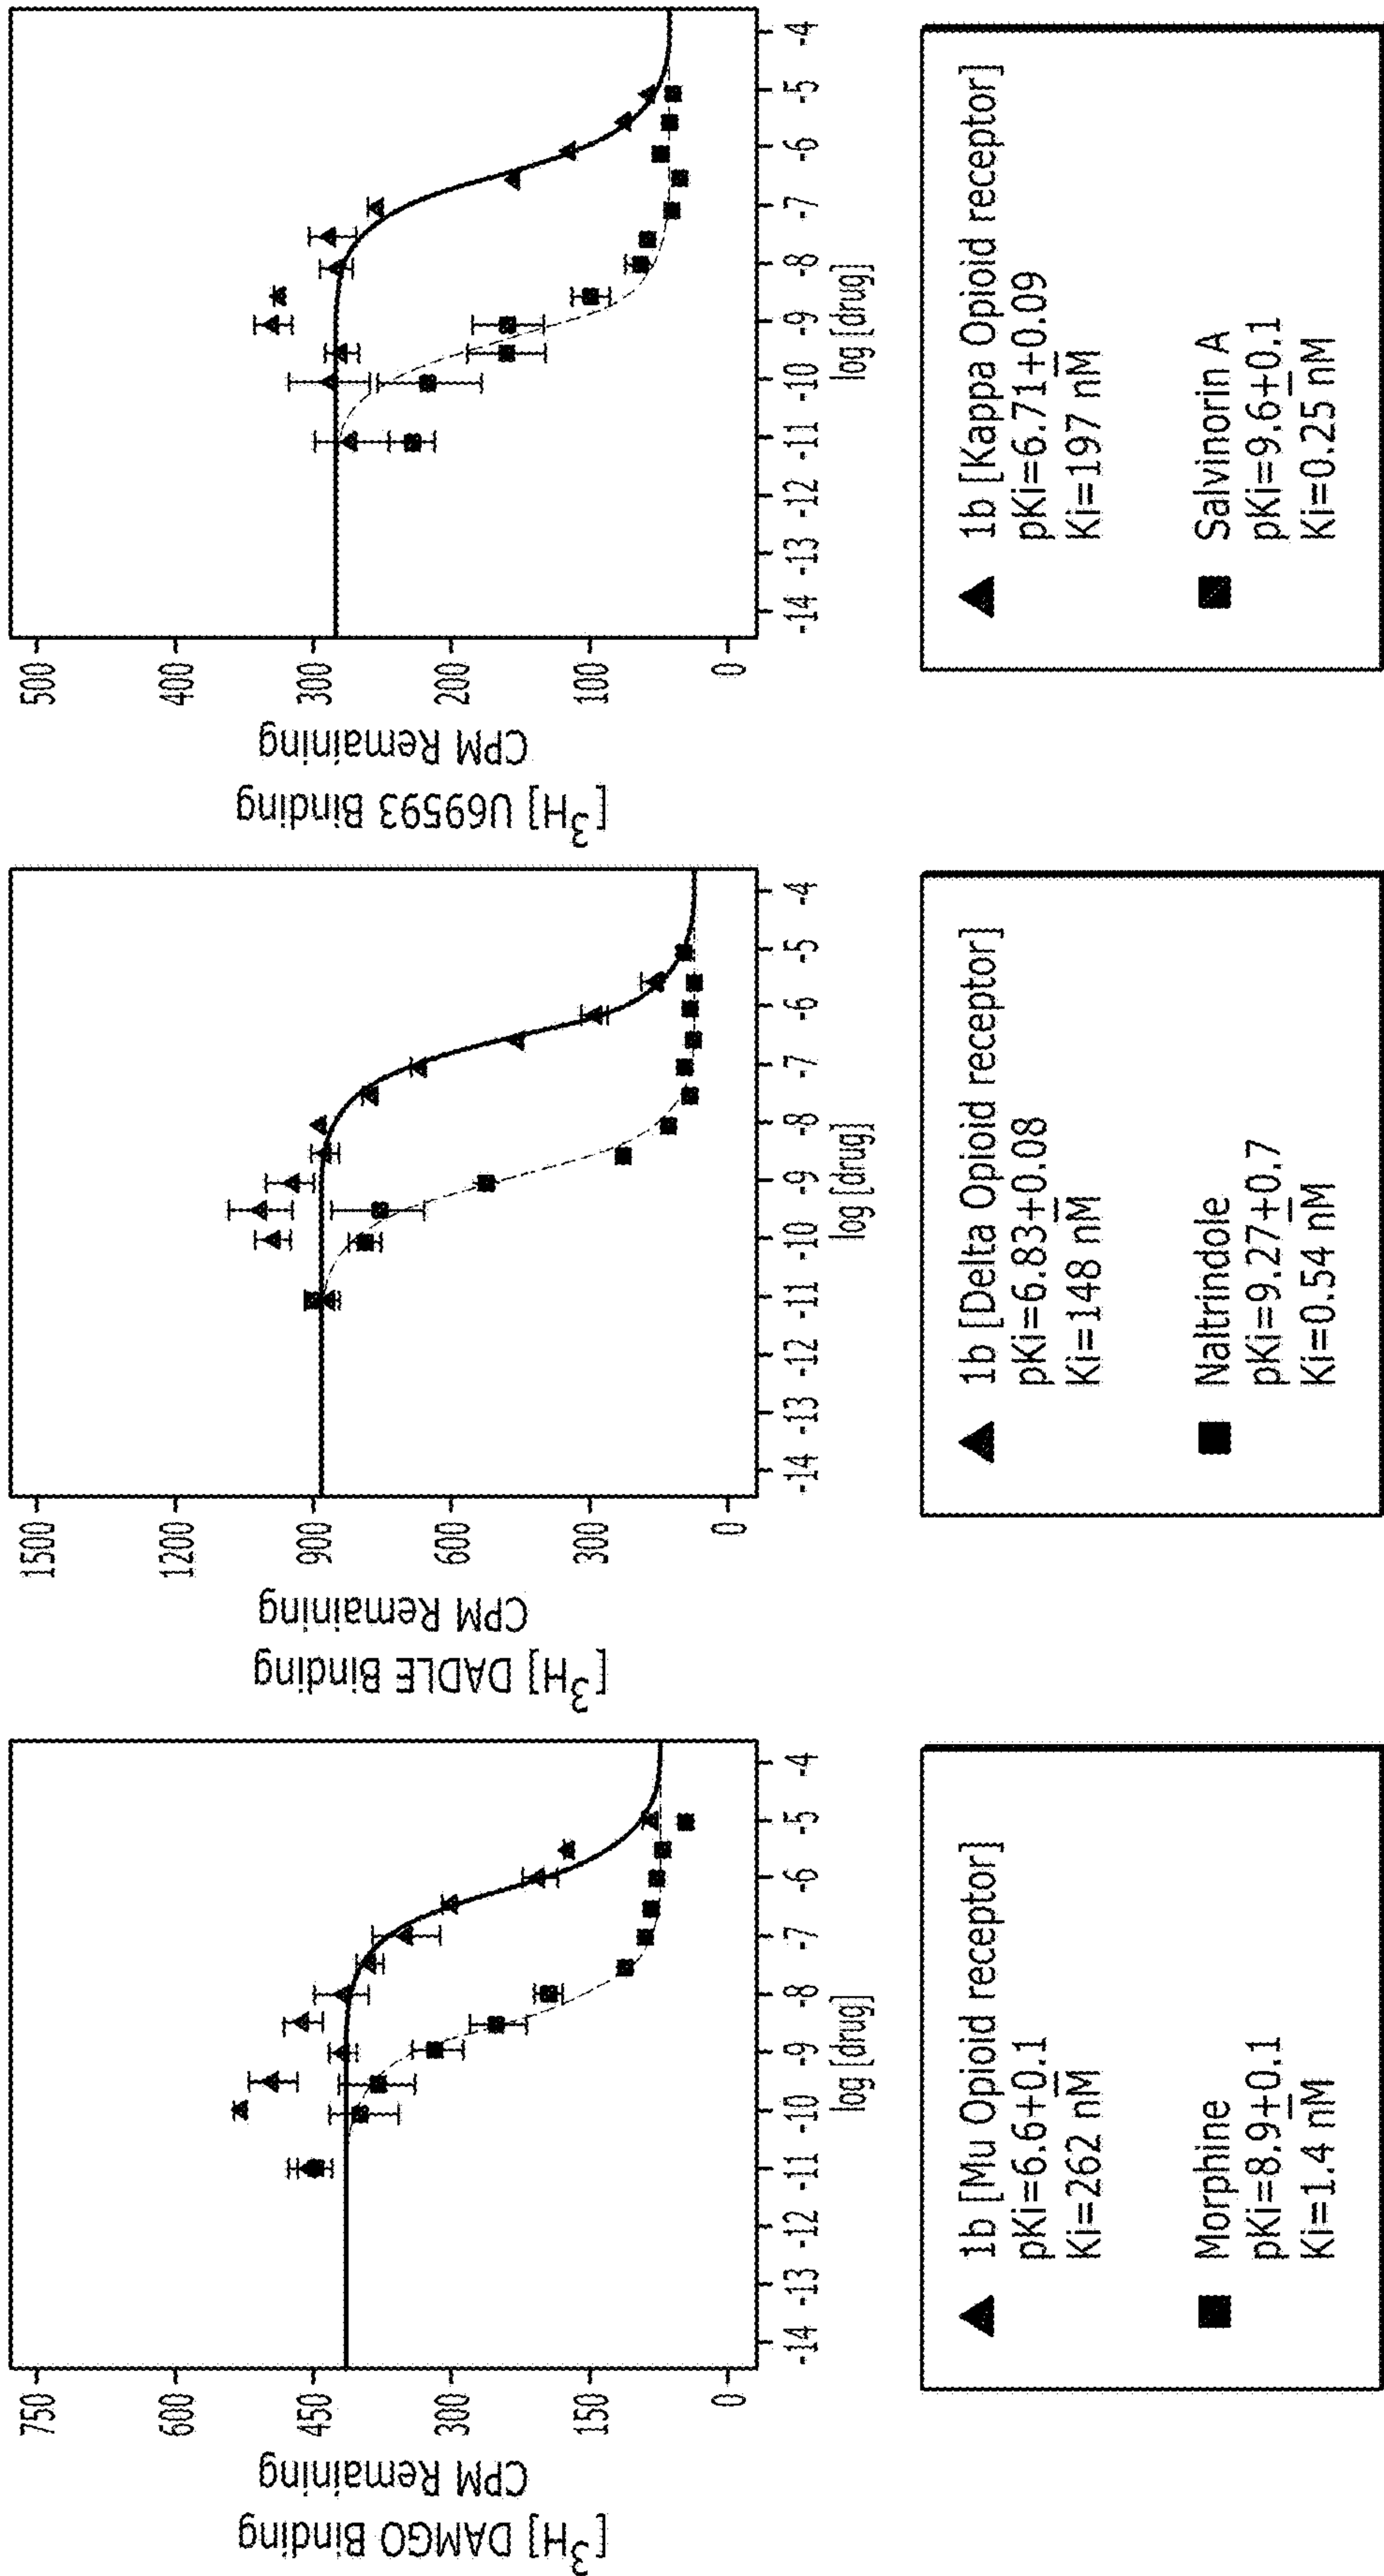 [3H] DAMGO Binding
CPM Remaining
750
600
450
300
150
0
-14 -13 -12 -11 -10 -9 -8 -7 -6 -5 -4
log [drug]
▲ 1b [Mu Opioid receptor]
pKi=6.6+0.1
Ki=262 nM
■ Morphine
pKi=8.9+0.1
Ki=1.4 nM
[3H] DADLE Binding
CPM Remaining
1500
1200
900
600
300
0
-14 -13 -12 -11 -10 -9 -8 -7 -6 -5 -4
log [drug]
▲ 1b [Delta Opioid receptor]
pKi=6.83+0.08
Ki=148 nM
■ Naltrindole
pKi=9.27+0.7
Ki=0.54 nM
[3H] U69593 Binding
CPM Remaining
500
400
300
200
100
0
-14 -13 -12 -11 -10 -9 -8 -7 -6 -5 -4
log [drug]
▲ 1b [Kappa Opioid receptor]
pKi=6.71+0.09
Ki=197 nM
■ Salvinorin A
pKi=9.6+0.1
Ki=0.25 nM